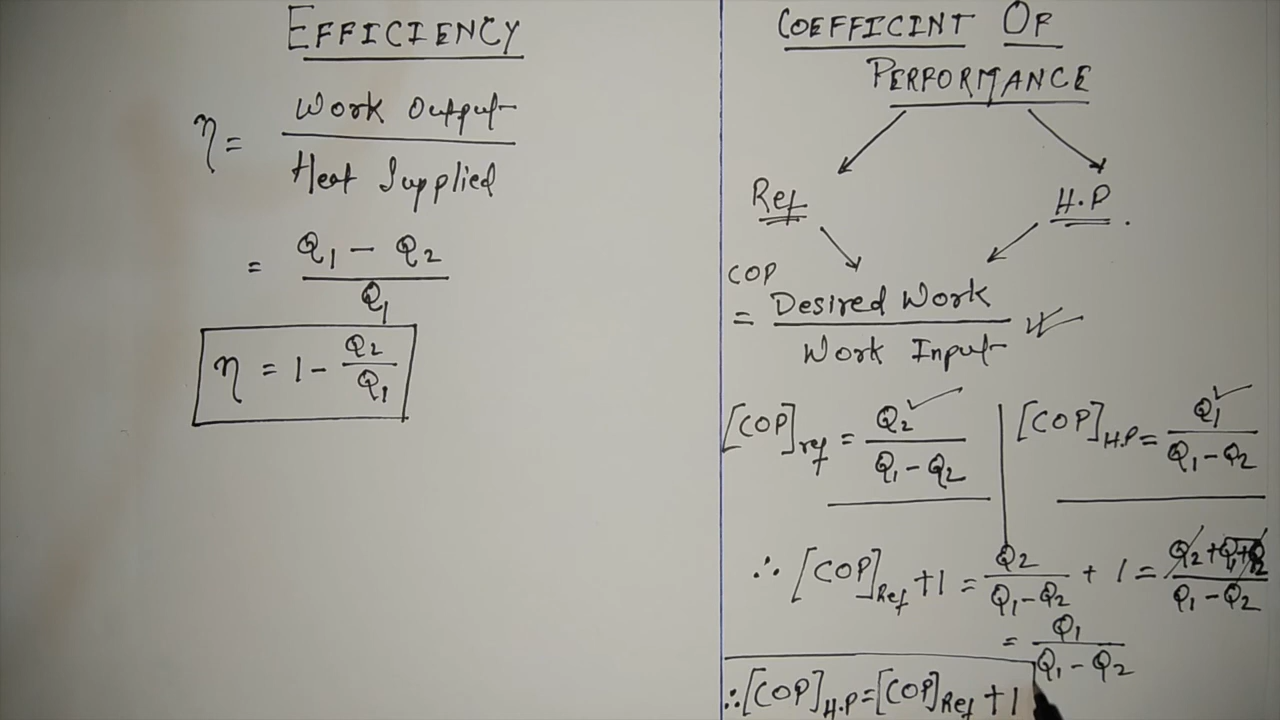 EFFICIENCY
η = Work Output / Heat Supplied
= Q1 - Q2 / Q1
η = 1 - Q2 / Q1
COEFFICINT OF
PERFORMANCE
Ref H.P.
COP
= Desired Work / Work Input
[COP]ref = Q2 / Q1 - Q2
[COP]H.P = Q1 / Q1 - Q2
∴ [COP]Ref + 1 = Q2 / Q1 - Q2 + 1 = Q2 + Q1 / Q1 - Q2
= Q1 / Q1 - Q2
∴ [COP]H.P = [COP]Ref + 1